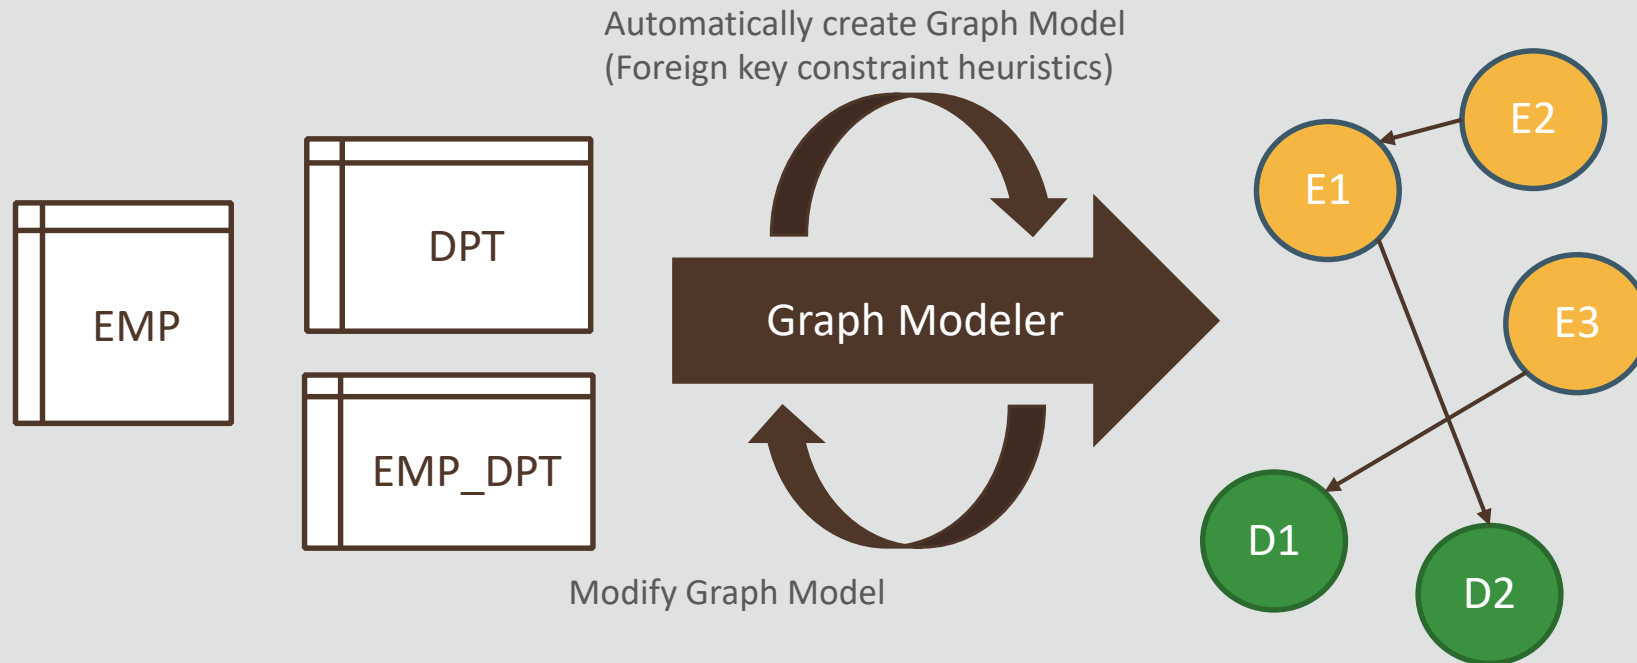 Automatically create Graph Model
(Foreign key constraint heuristics)
EMP
DPT
EMP_DPT
Graph Modeler
Modify Graph Model
E2
E1
E3
D1
D2